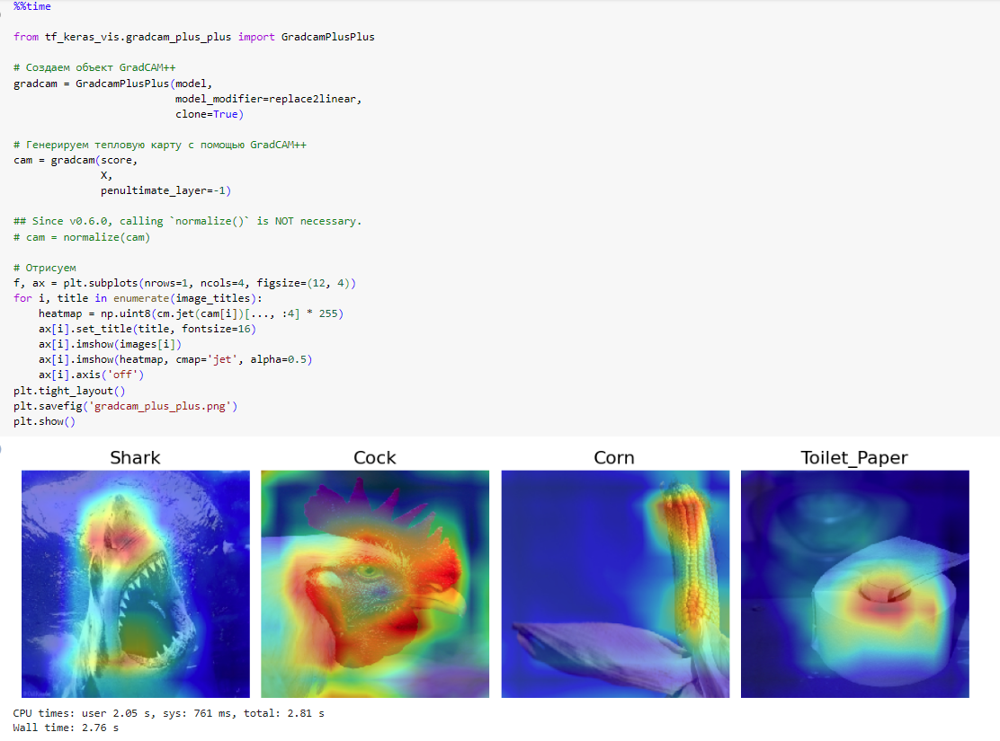 %%time
from tf_keras_vis.gradcam_plus_plus import GradcamPlusPlus
# Создаем объект GradCAM++
gradcam = GradcamPlusPlus(model,
                          model_modifier=replace2linear,
                          clone=True)
# Генерируем тепловую карту с помощью GradCAM++
cam = gradcam(score,
              X,
              penultimate_layer=-1)
## Since v0.6.0, calling `normalize()` is NOT necessary.
# cam = normalize(cam)
# Отрисуем
f, ax = plt.subplots(nrows=1, ncols=4, figsize=(12, 4))
for i, title in enumerate(image_titles):
    heatmap = np.uint8(cm.jet(cam[i])[..., :4] * 255)
    ax[i].set_title(title, fontsize=16)
    ax[i].imshow(images[i])
    ax[i].imshow(heatmap, cmap='jet', alpha=0.5)
    ax[i].axis('off')
plt.tight_layout()
plt.savefig('gradcam_plus_plus.png')
plt.show()
Shark Cock Corn Toilet_Paper
CPU times: user 2.05 s, sys: 761 ms, total: 2.81 s
Wall time: 2.76 s